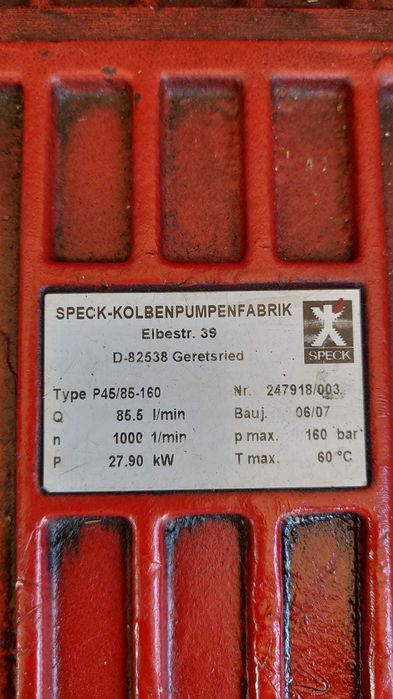 SPECK-KOLBENPUMPENFABRIK
Elbestr. 39
D-82538 Geretsried
SPECK
Type P45/85-160 Nr. 247918/003
Q 85.5 l/min Bauj. 06/07
n 1000 1/min p max. 160 bar
P 27.90 kW T max. 60 °C